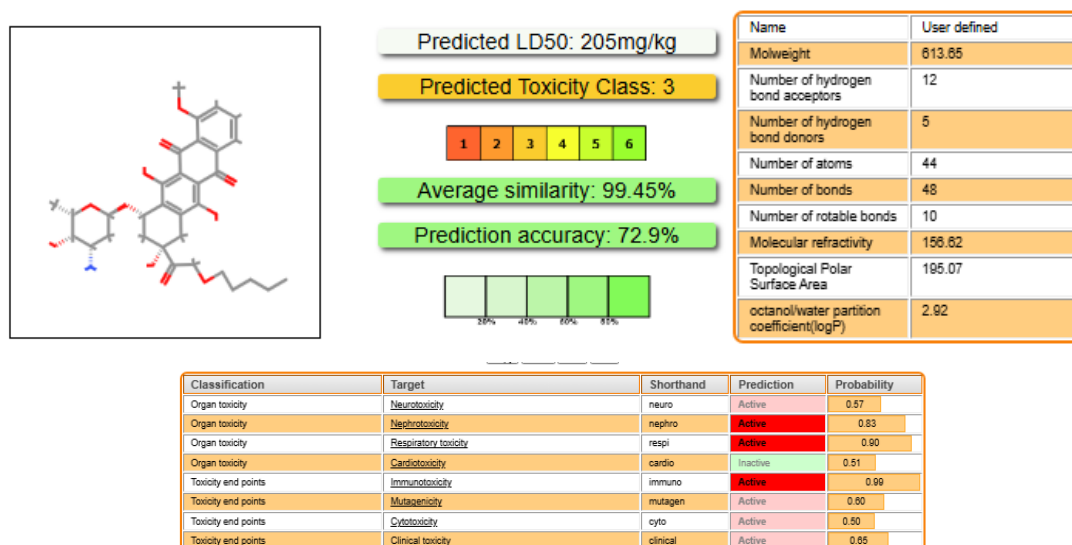 Predicted LD50: 205mg/kg
Predicted Toxicity Class: 3
1 2 3 4 5 6
Average similarity: 99.45%
Prediction accuracy: 72.9%
20% 40% 60% 80%
Name User defined
Molweight 613.65
Number of hydrogen
bond acceptors 12
Number of hydrogen
bond donors 5
Number of atoms 44
Number of bonds 48
Number of rotable bonds 10
Molecular refractivity 156.62
Topological Polar
Surface Area 195.07
octanol/water partition
coefficient(logP) 2.92
Classification Target Shorthand Prediction Probability
Organ toxicity Neurotoxicity neuro Active 0.57
Organ toxicity Nephrotoxicity nephro Active 0.83
Organ toxicity Respiratory toxicity respi Active 0.90
Organ toxicity Cardiotoxicity cardio Inactive 0.51
Toxicity end points Immunotoxicity immuno Active 0.99
Toxicity end points Mutagenicity mutagen Active 0.60
Toxicity end points Cytotoxicity cyto Active 0.50
Toxicity end points Clinical toxicity clinical Active 0.65